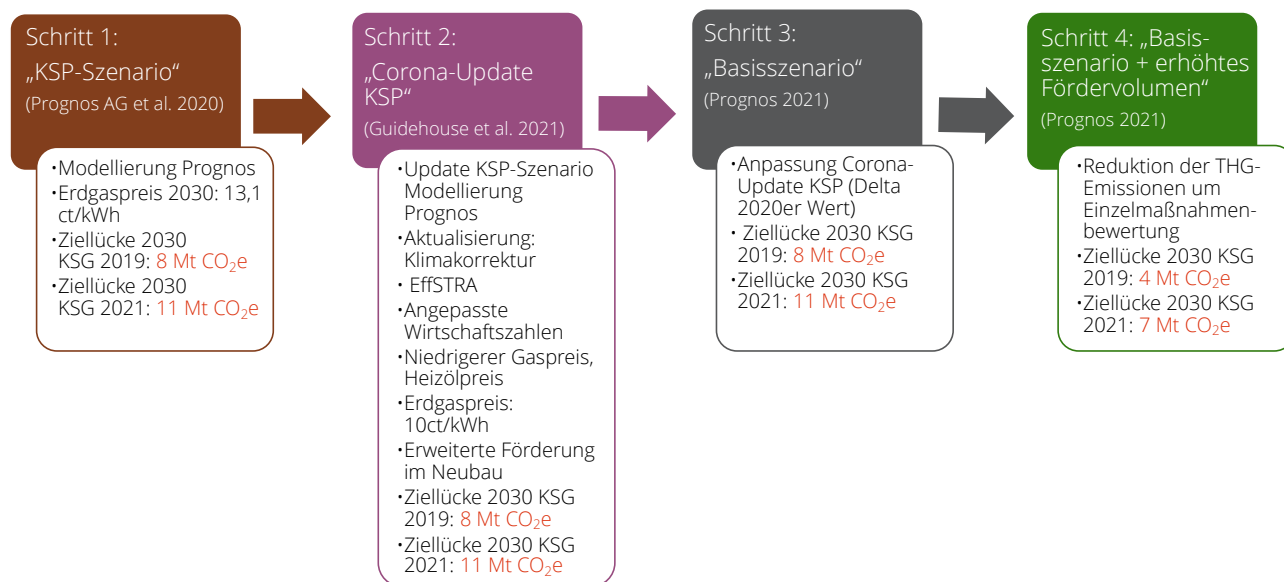 Schritt 1:
„KSP-Szenario“
(Prognos AG et al. 2020)
•Modellierung Prognos
•Erdgaspreis 2030: 13,1
ct/kWh
•Ziellücke 2030
KSG 2019: 8 Mt CO₂e
•Ziellücke 2030
KSG 2021: 11 Mt CO₂e
Schritt 2:
„Corona-Update
KSP“
(Guidehouse et al. 2021)
•Update KSP-Szenario
Modellierung
Prognos
•Aktualisierung:
Klimakorrektur
• EffSTRA
•Angepasste
Wirtschaftszahlen
•Niedrigerer Gaspreis,
Heizölpreis
•Erdgaspreis:
10ct/kWh
•Erweiterte Förderung
im Neubau
•Ziellücke 2030 KSG
2019: 8 Mt CO₂e
•Ziellücke 2030 KSG
2021: 11 Mt CO₂e
Schritt 3:
„Basisszenario“
(Prognos 2021)
•Anpassung Corona-
Update KSP (Delta
2020er Wert)
• Ziellücke 2030 KSG
2019: 8 Mt CO₂e
•Ziellücke 2030 KSG
2021: 11 Mt CO₂e
Schritt 4: „Basis-
szenario + erhöhtes
Fördervolumen“
(Prognos 2021)
•Reduktion der THG-
Emissionen um
Einzelmaßnahmen-
bewertung
•Ziellücke 2030 KSG
2019: 4 Mt CO₂e
•Ziellücke 2030 KSG
2021: 7 Mt CO₂e